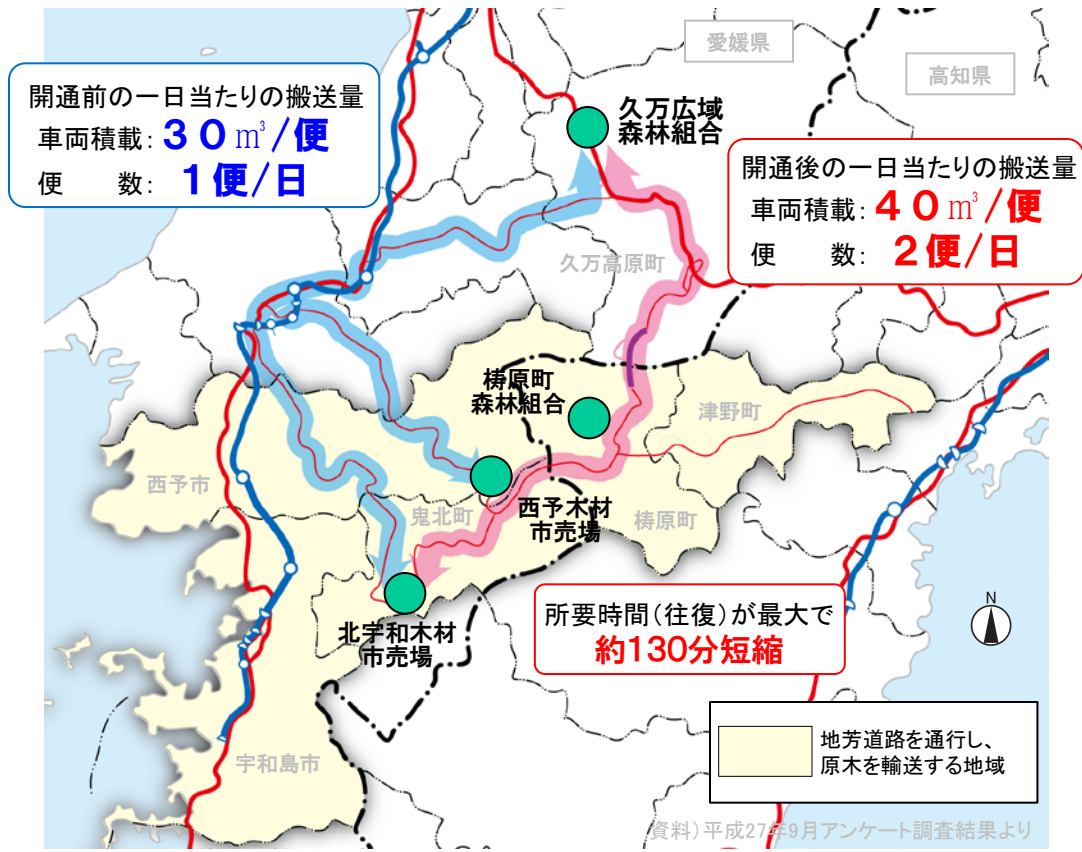 愛媛県
高知県
開通前の一日当たりの搬送量
車両積載：３０㎥/便
便　　数：１便/日
久万広域
森林組合
開通後の一日当たりの搬送量
車両積載：４０㎥/便
便　　数：２便/日
久万高原町
梼原町
森林組合
津野町
西予市
鬼北町
西予木材
市売場
梼原町
北宇和木材
市売場
所要時間（往復）が最大で
約130分短縮
N
宇和島市
地芳道路を通行し、
原木を輸送する地域
資料）平成27年9月アンケート調査結果より